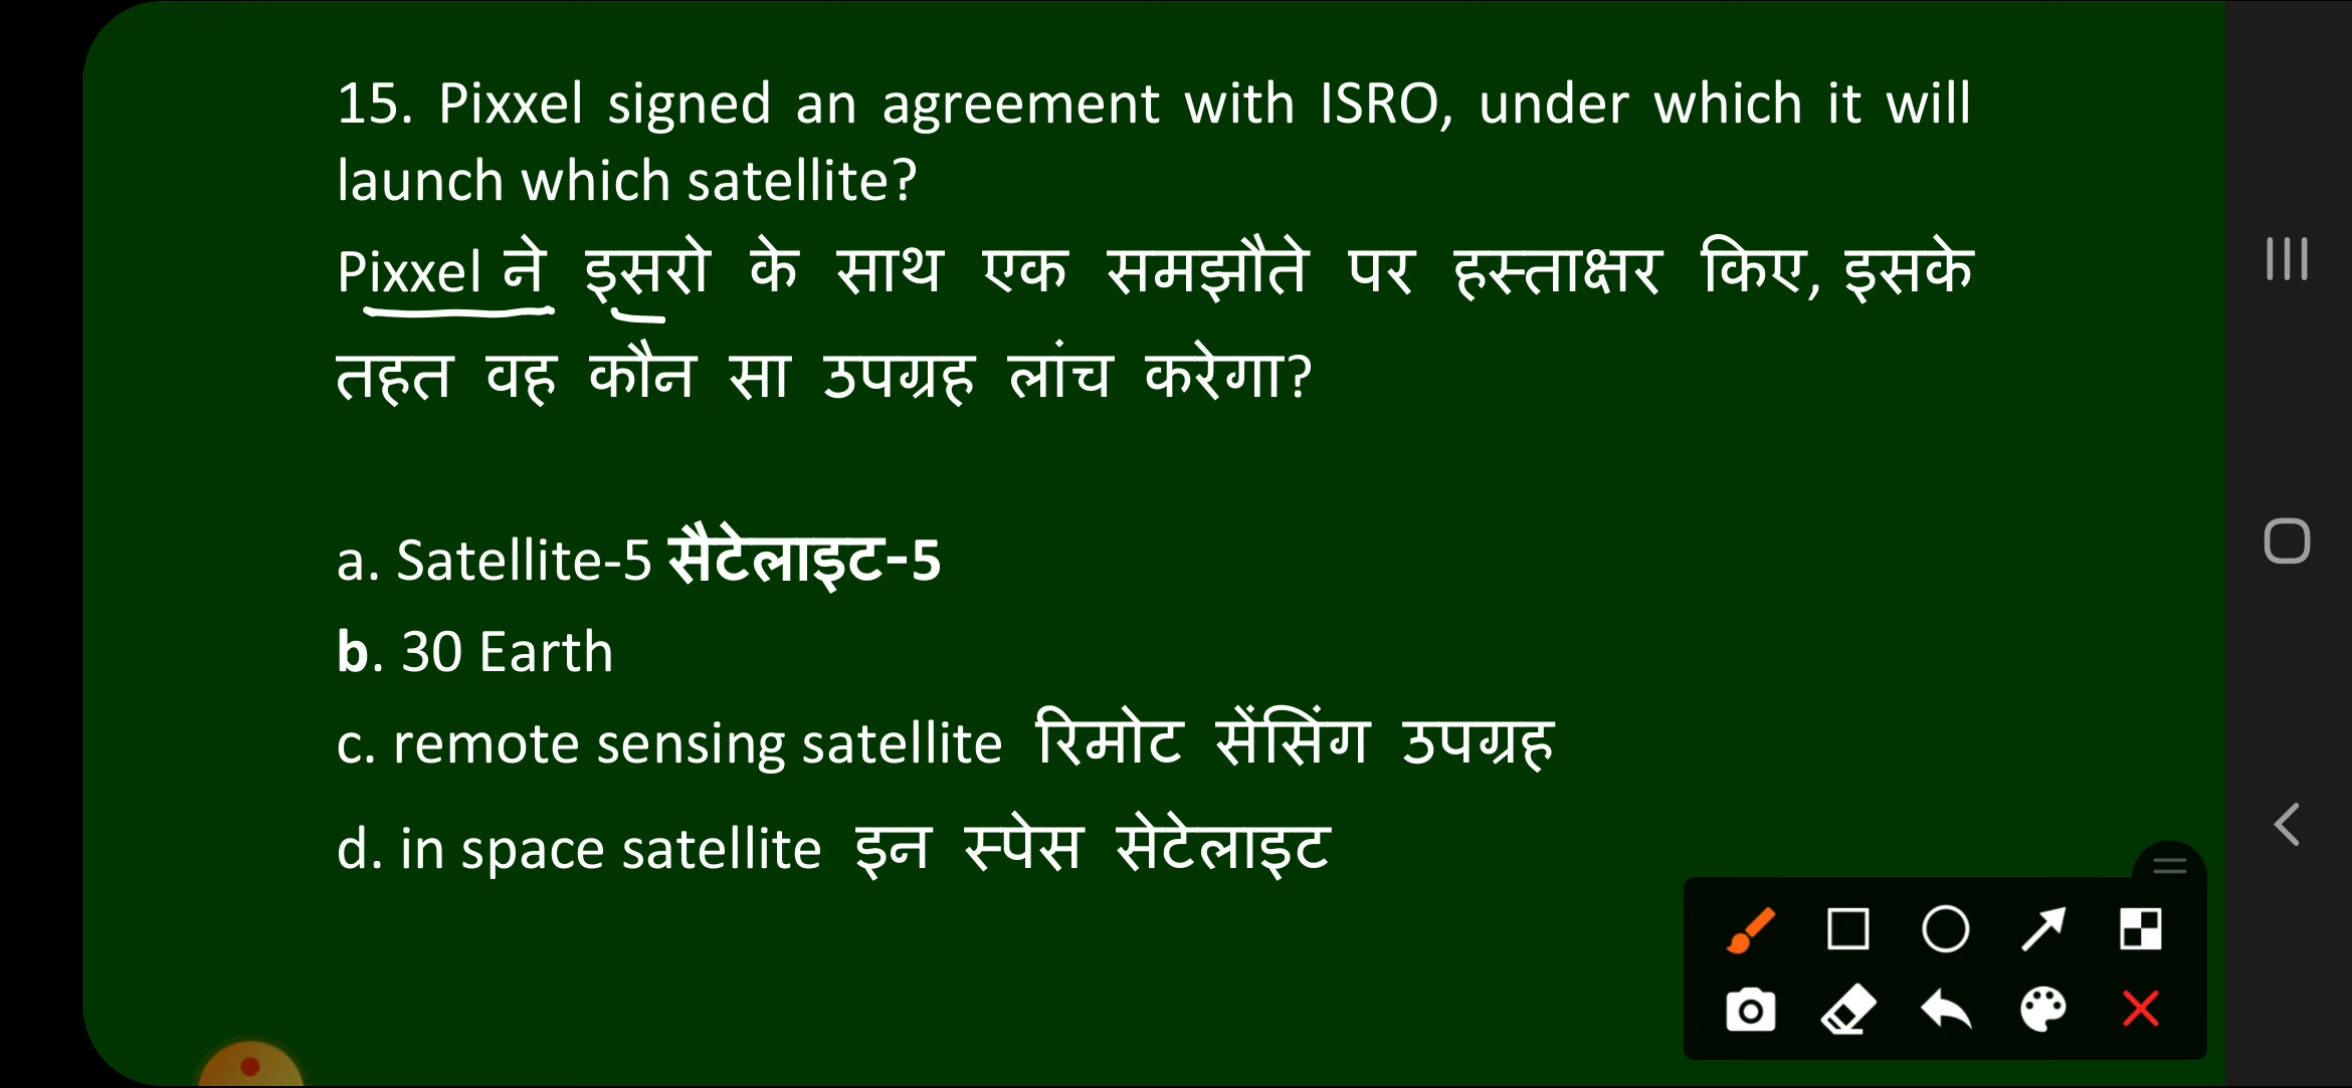 15. Pixxel signed an agreement with ISRO, under which it will
launch which satellite?
Pixxel ने इसरो के साथ एक समझौते पर हस्ताक्षर किए, इसके
तहत वह कौन सा उपग्रह लांच करेगा?
a. Satellite-5 सैटेलाइट-5
b. 30 Earth
c. remote sensing satellite रिमोट सेंसिंग उपग्रह
d. in space satellite इन स्पेस सेटेलाइट